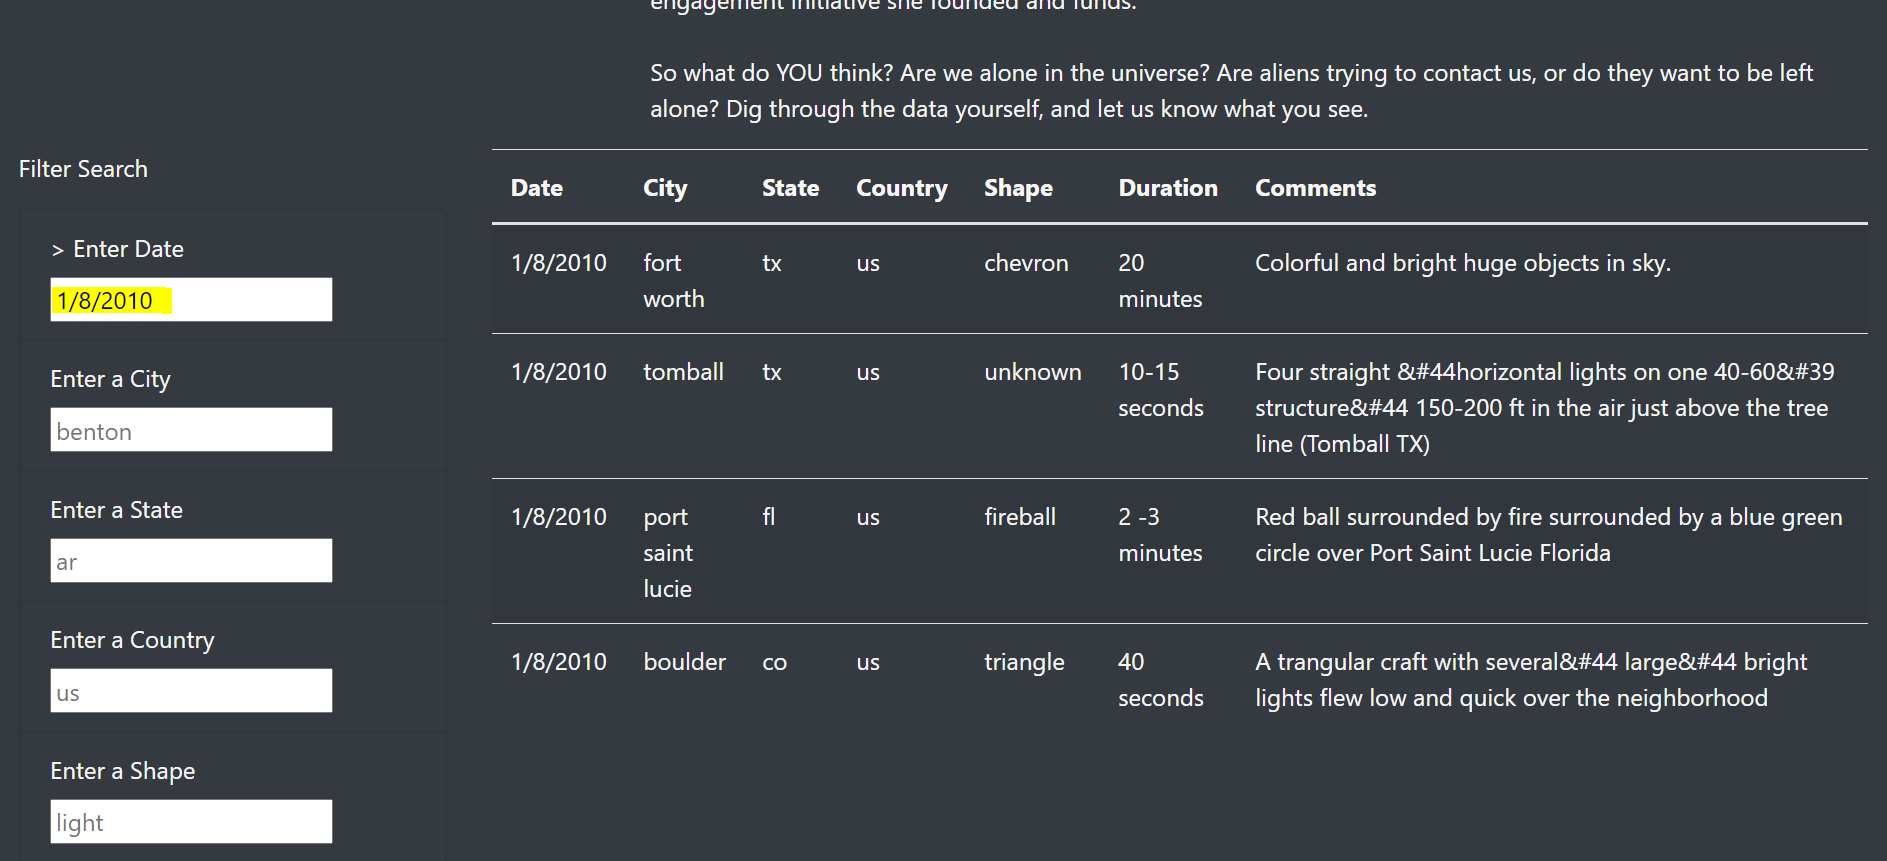 engagement initiative she founded and funds.
So what do YOU think? Are we alone in the universe? Are aliens trying to contact us, or do they want to be left
alone? Dig through the data yourself, and let us know what you see.
Filter Search
> Enter Date
1/8/2010
Enter a City
benton
Enter a State
ar
Enter a Country
us
Enter a Shape
light
Date City State Country Shape Duration Comments
1/8/2010 fort tx us chevron 20 Colorful and bright huge objects in sky.
worth minutes
1/8/2010 tomball tx us unknown 10-15 Four straight &#44horizontal lights on one 40-60&#39
seconds structure&#44 150-200 ft in the air just above the tree
line (Tomball TX)
1/8/2010 port fl us fireball 2 -3 Red ball surrounded by fire surrounded by a blue green
saint minutes circle over Port Saint Lucie Florida
lucie
1/8/2010 boulder co us triangle 40 A trangular craft with several&#44 large&#44 bright
seconds lights flew low and quick over the neighborhood